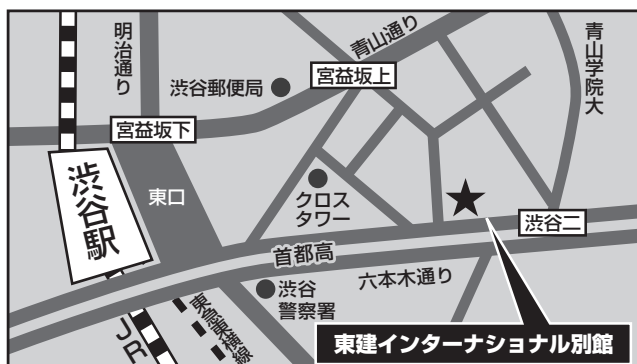 明治通り
青山通り
青山学院大
渋谷郵便局
宮益坂上
宮益坂下
渋谷駅
東口
クロス
タワー
渋谷二
首都高
六本木通り
渋谷
警察署
東急東横線
JR
東建インターナショナル別館